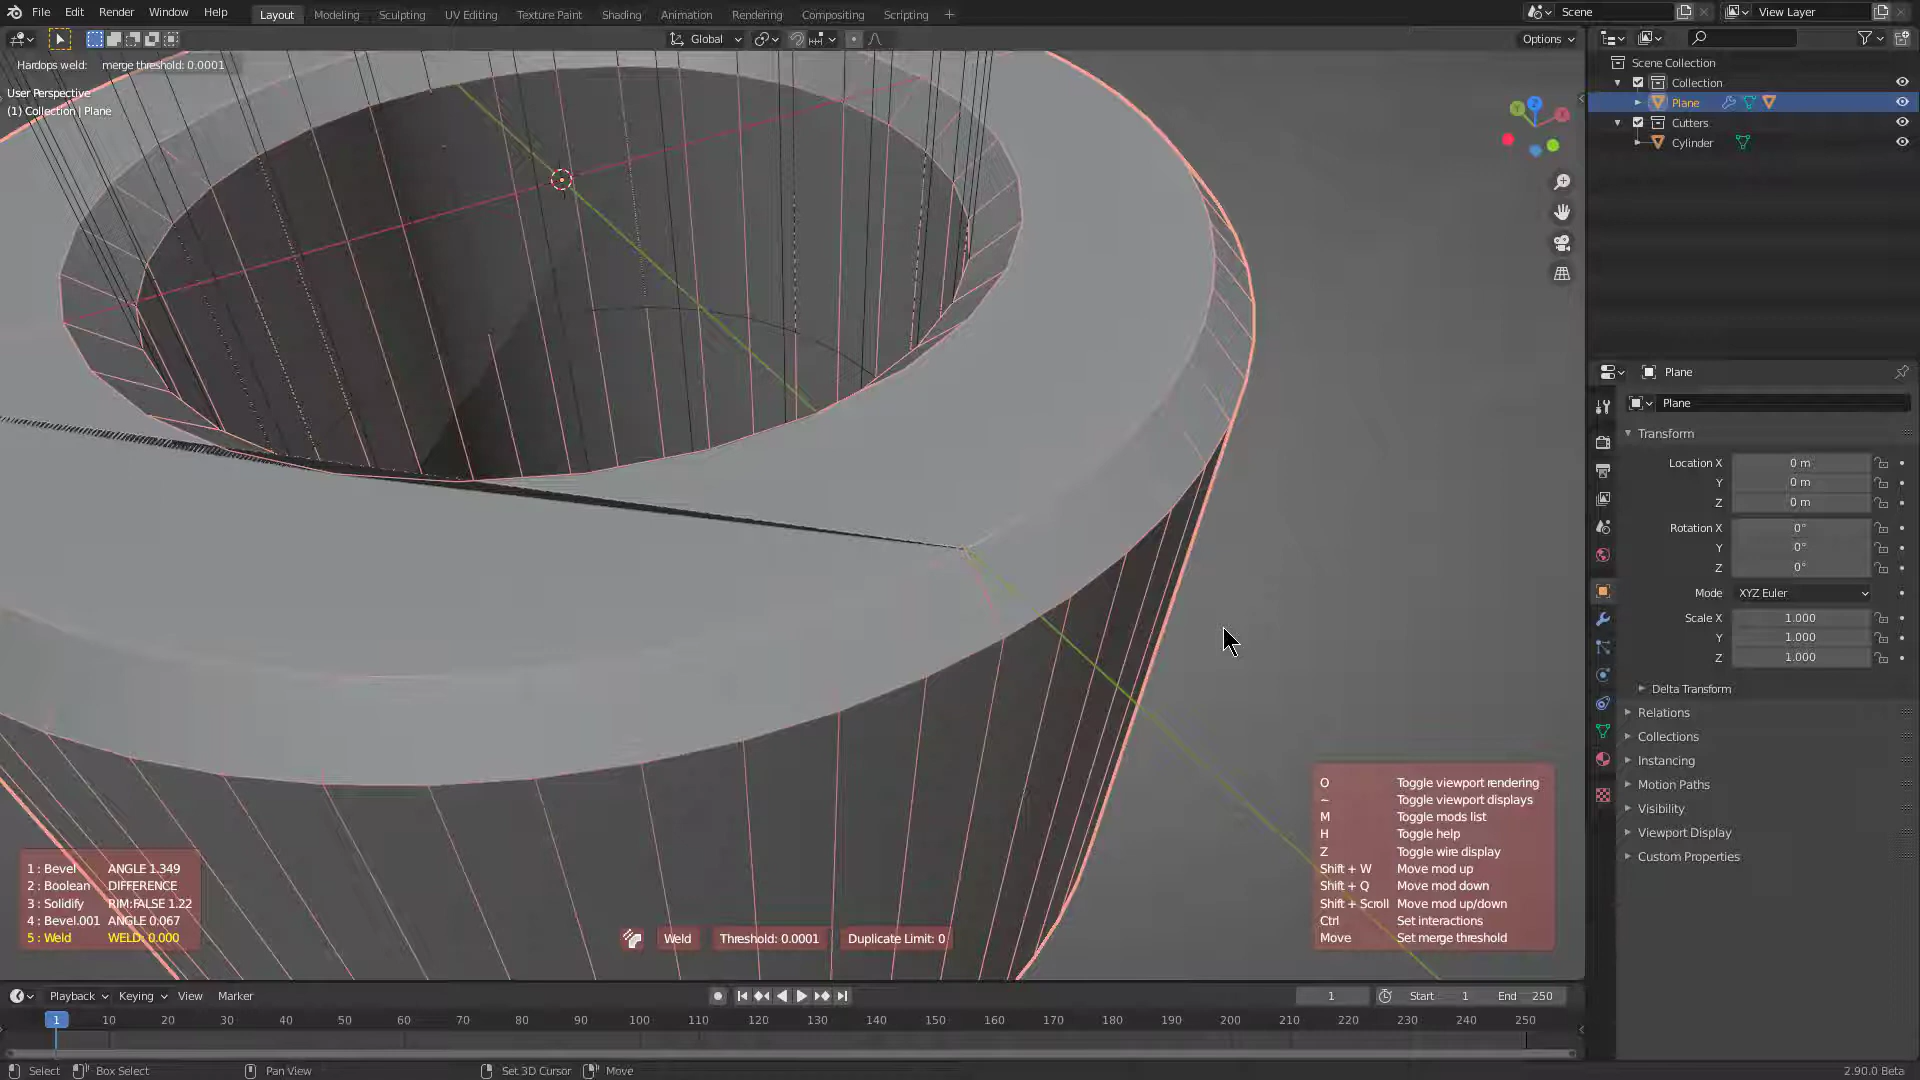 File Edit Render Window Help
Layout Modeling Sculpting UV Editing Texture Paint Shading Animation Rendering Compositing Scripting +
Scene
View Layer
Global
Options
Hardops weld: merge threshold: 0.0001
User Perspective
(1) Collection | Plane
Y
Z
X
Scene Collection
Collection
Plane
Cutters
Cylinder
Plane
Plane
Transform
Location X 0 m
Y 0 m
Z 0 m
Rotation X 0°
Y 0°
Z 0°
Mode XYZ Euler
Scale X 1.000
Y 1.000
Z 1.000
Delta Transform
Relations
Collections
Instancing
Motion Paths
Visibility
Viewport Display
Custom Properties
O Toggle viewport rendering
~ Toggle viewport displays
M Toggle mods list
H Toggle help
Z Toggle wire display
Shift + W Move mod up
Shift + Q Move mod down
Shift + Scroll Move mod up/down
Ctrl Set interactions
Move Set merge threshold
1 : Bevel ANGLE 1.349
2 : Boolean DIFFERENCE
3 : Solidify RIM:FALSE 1.22
4 : Bevel.001 ANGLE 0.067
5 : Weld WELD: 0.000
Weld Threshold: 0.0001 Duplicate Limit: 0
Playback Keying View Marker
1 Start 1 End 250
1 10 20 30 40 50 60 70 80 90 100 110 120 130 140 150 160 170 180 190 200 210 220 230 240 250
Select Box Select Pan View Set 3D Cursor Move 2.90.0 Beta